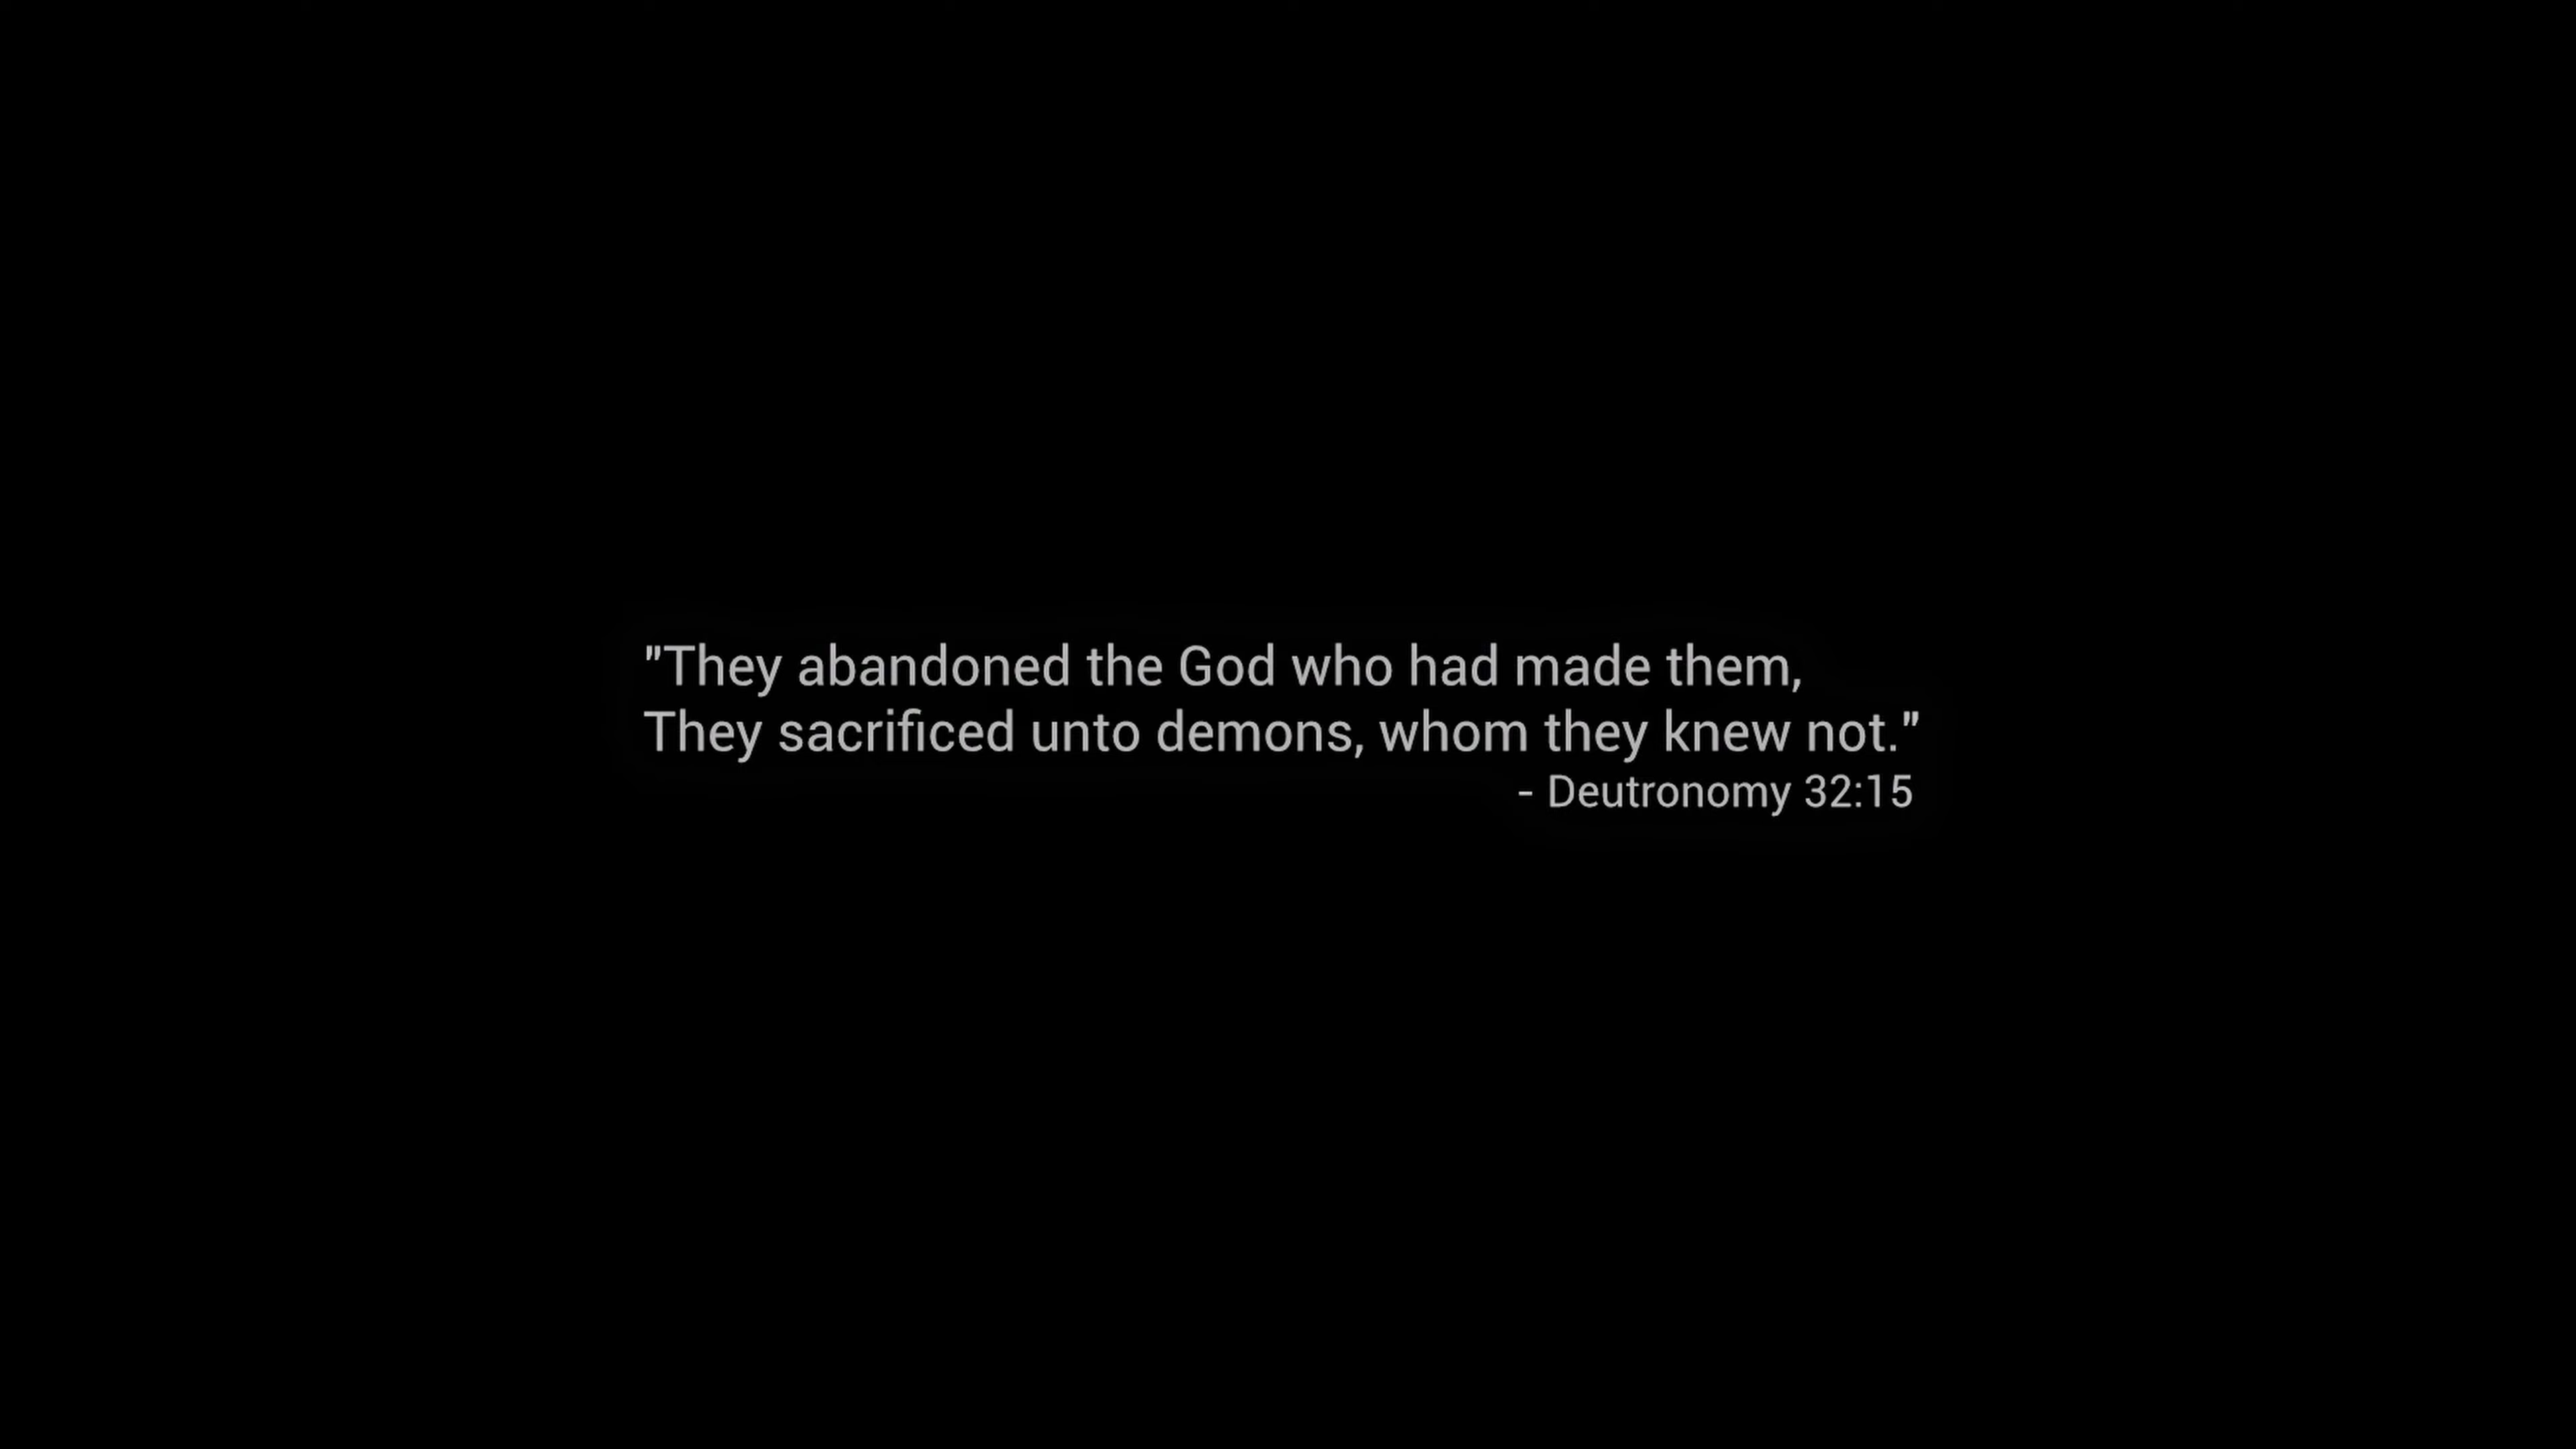 "They abandoned the God who had made them,
They sacrificed unto demons, whom they knew not."
- Deutronomy 32:15